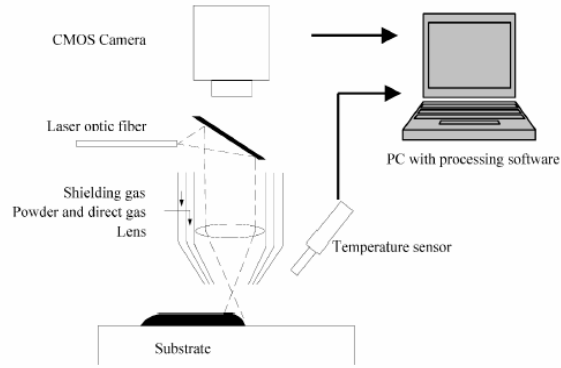 CMOS Camera
Laser optic fiber
PC with processing software
Shielding gas
Powder and direct gas
Lens
Temperature sensor
Substrate